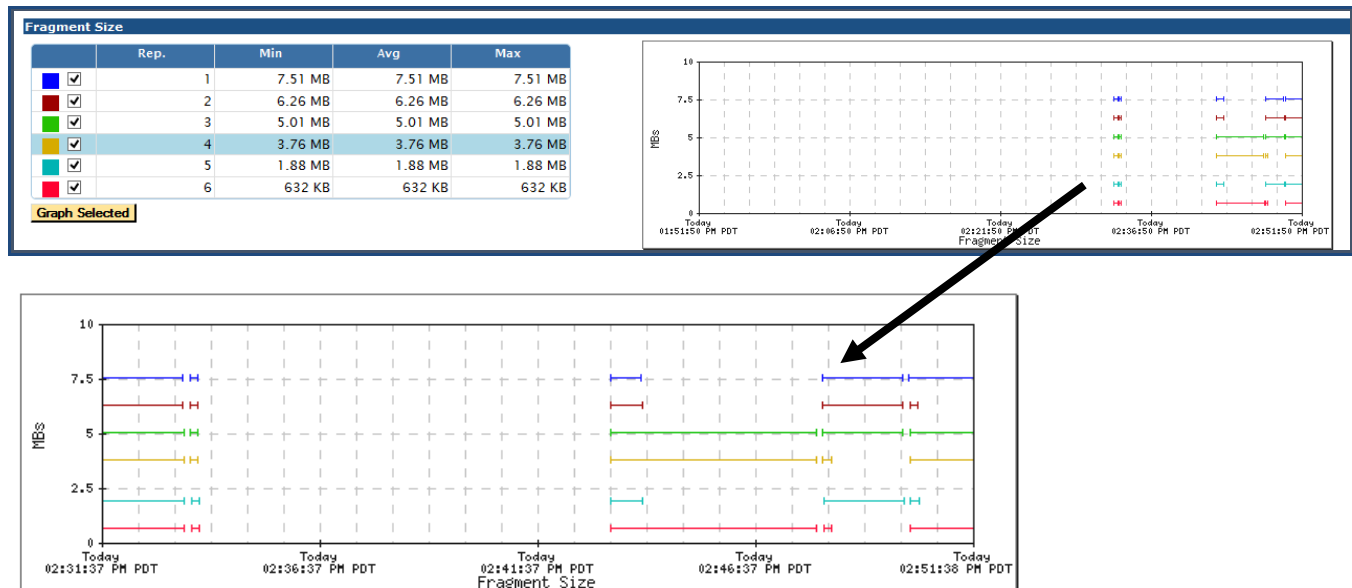 Fragment Size
Rep. Min Avg Max
1 7.51 MB 7.51 MB 7.51 MB
2 6.26 MB 6.26 MB 6.26 MB
3 5.01 MB 5.01 MB 5.01 MB
4 3.76 MB 3.76 MB 3.76 MB
5 1.88 MB 1.88 MB 1.88 MB
6 632 KB 632 KB 632 KB
Graph Selected
10
7.5
5
2.5
0
MBs
Today Today Today Today Today
01:51:50 PM PDT 02:06:50 PM PDT 02:21:50 PM PDT 02:36:50 PM PDT 02:51:50 PM PDT
Fragment Size
10
7.5
5
2.5
0
MBs
Today Today Today Today Today
02:31:37 PM PDT 02:36:37 PM PDT 02:41:37 PM PDT 02:46:37 PM PDT 02:51:38 PM PDT
Fragment Size